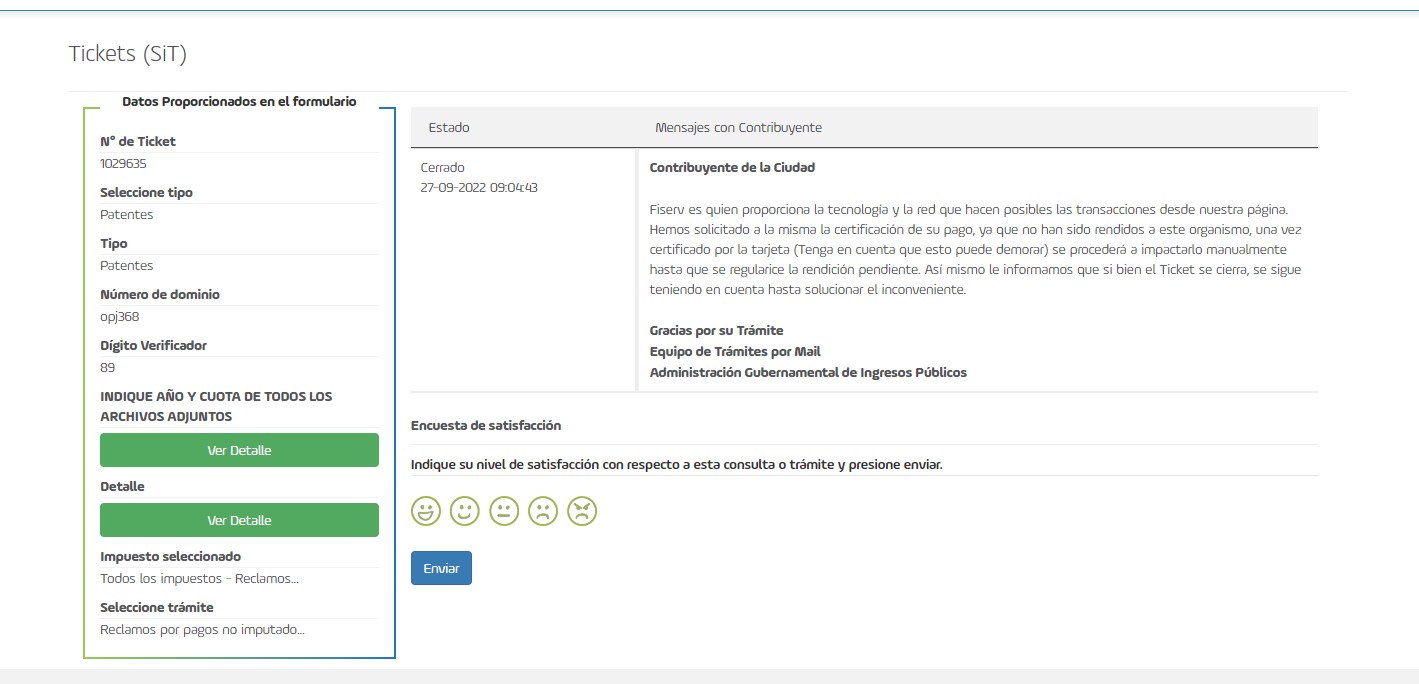 Tickets (SiT)
Datos Proporcionados en el formulario
N° de Ticket
1029635
Seleccione tipo
Patentes
Tipo
Patentes
Número de dominio
opj368
Dígito Verificador
89
INDIQUE AÑO Y CUOTA DE TODOS LOS
ARCHIVOS ADJUNTOS
Ver Detalle
Detalle
Ver Detalle
Impuesto seleccionado
Todos los impuestos - Reclamos...
Seleccione trámite
Reclamos por pagos no imputado...
Estado
Mensajes con Contribuyente
Cerrado
27-09-2022 09:04:43
Contribuyente de la Ciudad
Fiserv es quien proporciona la tecnología y la red que hacen posibles las transacciones desde nuestra página.
Hemos solicitado a la misma la certificación de su pago, ya que no han sido rendidos a este organismo, una vez
certificado por la tarjeta (Tenga en cuenta que esto puede demorar) se procederá a impactarlo manualmente
hasta que se regularice la rendición pendiente. Así mismo le informamos que si bien el Ticket se cierra, se sigue
teniendo en cuenta hasta solucionar el inconveniente.
Gracias por su Trámite
Equipo de Trámites por Mail
Administración Gubernamental de Ingresos Públicos
Encuesta de satisfacción
Indique su nivel de satisfacción con respecto a esta consulta o trámite y presione enviar.
Enviar